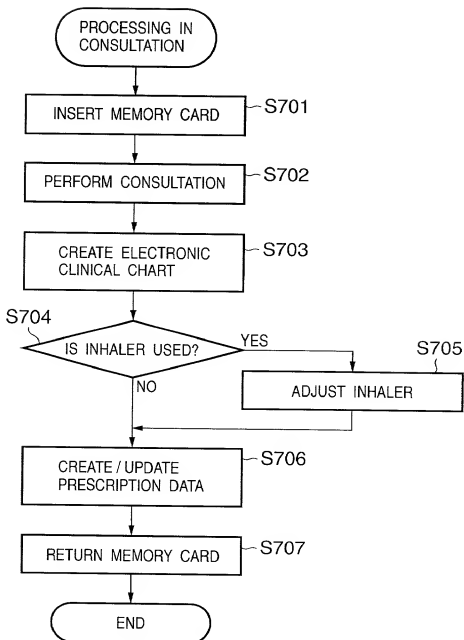 PROCESSING IN
CONSULTATION
INSERT MEMORY CARD
S701
PERFORM CONSULTATION
S702
CREATE ELECTRONIC
CLINICAL CHART
S703
S704
IS INHALER USED?
YES
NO
S705
ADJUST INHALER
CREATE / UPDATE
PRESCRIPTION DATA
S706
RETURN MEMORY CARD
S707
END